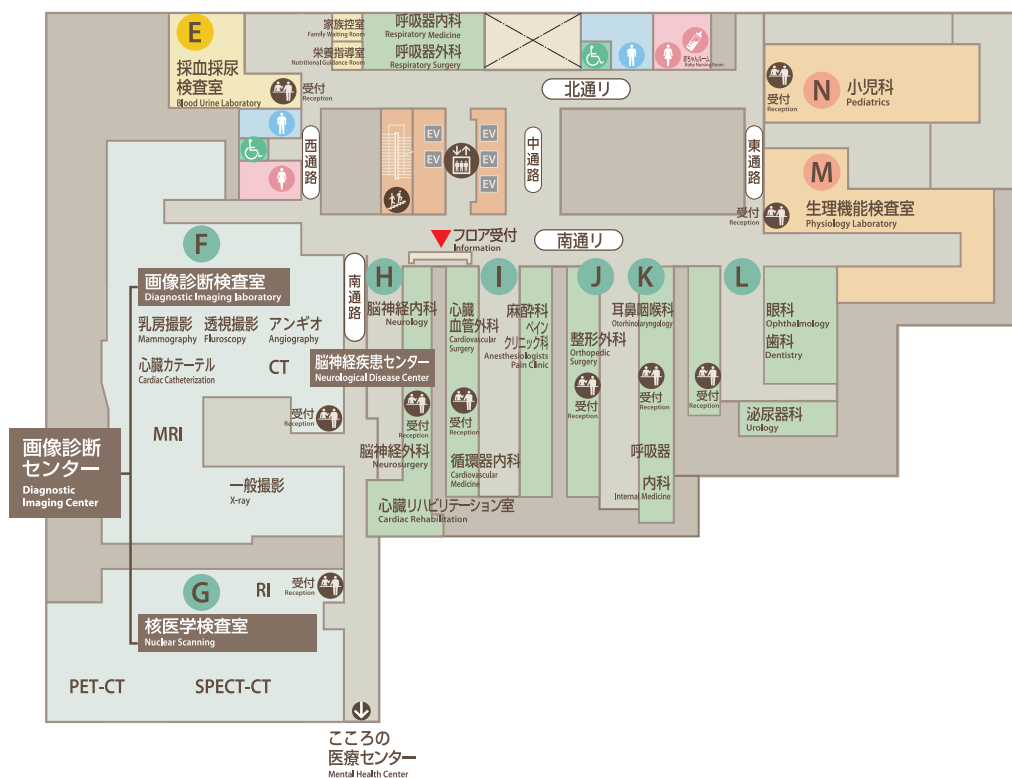 E
採血採尿
検査室
Blood Urine Laboratory
受付
Reception
家族控室
Family Waiting Room
栄養指導室
Nutritional Guidance Room
呼吸器内科
Respiratory Medicine
呼吸器外科
Respiratory Surgery
赤ちゃんルーム
Baby Nursing Room
北通り
受付
Reception
N
小児科
Pediatrics
西通路
EV
EV
EV
EV
EV
中通路
東通路
M
生理機能検査室
Physiology Laboratory
受付
Reception
フロア受付
Information
南通り
F
画像診断検査室
Diagnostic Imaging laboratory
乳房撮影
Mammography
透視撮影
Fluroscopy
アンギオ
Angiography
心臓カテーテル
Cardiac Catheterization
CT
受付
Reception
MRI
一般撮影
X-ray
画像診断
センター
Diagnostic
Imaging Center
南通路
H
脳神経内科
Neurology
脳神経疾患センター
Neurological Disease Center
受付
Reception
脳神経外科
Neurosurgery
心臓リハビリテーション室
Cardiac Rehabilitation
I
心臓
血管外科
Cardiovascular
Surgery
麻酔科
ペイン
クリニック科
Anesthesiologists
Pain Clinic
受付
Reception
循環器内科
Cardiovascular
Medicine
J
整形外科
Orthopedic
Surgery
受付
Reception
K
耳鼻咽喉科
Otorhinolaryngology
受付
Reception
呼吸器
内科
Internal Medicine
L
眼科
Ophthalmology
歯科
Dentistry
受付
Reception
泌尿器科
Urology
G
RI
受付
Reception
核医学検査室
Nuclear Scanning
PET-CT
SPECT-CT
こころの
医療センター
Mental Health Center